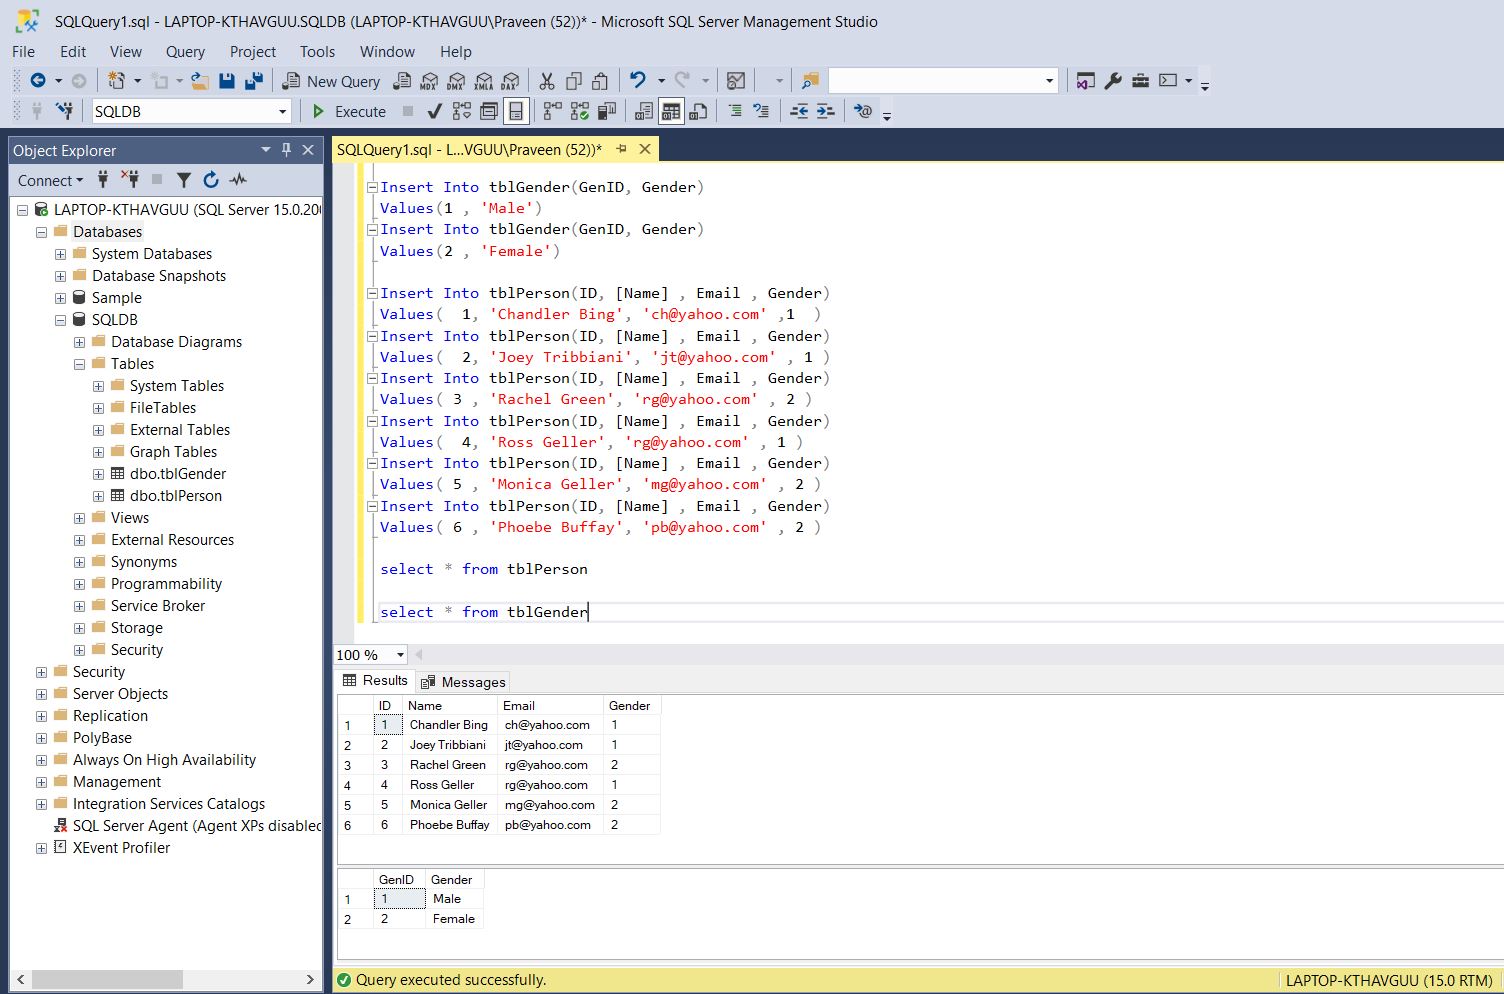 SQLQuery1.sql - LAPTOP-KTHAVGUU.SQLDB (LAPTOP-KTHAVGUU\Praveen (52))* - Microsoft SQL Server Management Studio
File Edit View Query Project Tools Window Help
New Query MDX DMX XMLA DAX
SQLDB Execute
Object Explorer
Connect
LAPTOP-KTHAVGUU (SQL Server 15.0.200
Databases
System Databases
Database Snapshots
Sample
SQLDB
Database Diagrams
Tables
System Tables
FileTables
External Tables
Graph Tables
dbo.tblGender
dbo.tblPerson
Views
External Resources
Synonyms
Programmability
Service Broker
Storage
Security
Security
Server Objects
Replication
PolyBase
Always On High Availability
Management
Integration Services Catalogs
SQL Server Agent (Agent XPs disabled
XEvent Profiler
SQLQuery1.sql - L...VGUU\Praveen (52))*
Insert Into tblGender(GenID, Gender)
Values(1 , 'Male')
Insert Into tblGender(GenID, Gender)
Values(2 , 'Female')
Insert Into tblPerson(ID, [Name] , Email , Gender)
Values(  1, 'Chandler Bing', 'ch@yahoo.com' ,1  )
Insert Into tblPerson(ID, [Name] , Email , Gender)
Values(  2, 'Joey Tribbiani', 'jt@yahoo.com' , 1 )
Insert Into tblPerson(ID, [Name] , Email , Gender)
Values( 3 , 'Rachel Green', 'rg@yahoo.com' , 2 )
Insert Into tblPerson(ID, [Name] , Email , Gender)
Values(  4, 'Ross Geller', 'rg@yahoo.com' , 1 )
Insert Into tblPerson(ID, [Name] , Email , Gender)
Values( 5 , 'Monica Geller', 'mg@yahoo.com' , 2 )
Insert Into tblPerson(ID, [Name] , Email , Gender)
Values( 6 , 'Phoebe Buffay', 'pb@yahoo.com' , 2 )
select * from tblPerson
select * from tblGender
100 %
Results Messages
ID Name Email Gender
1 1 Chandler Bing ch@yahoo.com 1
2 2 Joey Tribbiani jt@yahoo.com 1
3 3 Rachel Green rg@yahoo.com 2
4 4 Ross Geller rg@yahoo.com 1
5 5 Monica Geller mg@yahoo.com 2
6 6 Phoebe Buffay pb@yahoo.com 2
GenID Gender
1 1 Male
2 2 Female
Query executed successfully. LAPTOP-KTHAVGUU (15.0 RTM)